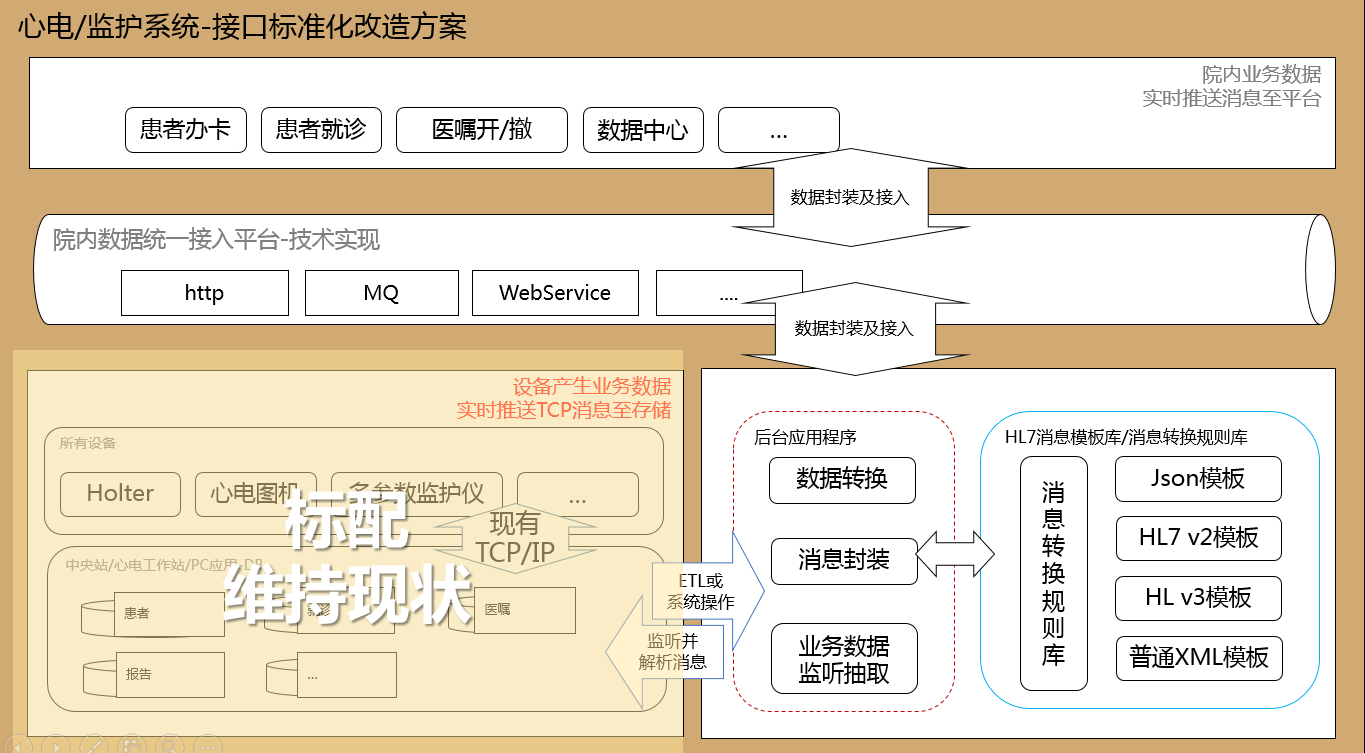 心电/监护系统-接口标准化改造方案
院内业务数据
实时推送消息至平台
患者办卡
患者就诊
医嘱开/撤
数据中心
...
数据封装及接入
院内数据统一接入平台-技术实现
http
MQ
WebService
....
数据封装及接入
设备产生业务数据
实时推送TCP消息至存储
所有设备
Holter
心电图机
多参数监护仪
...
标配
维持现状
现有
TCP/IP
中央站/心电工作站/PC应用-DB
患者
就诊
医嘱
报告
...
ETL或
系统操作
监听并
解析消息
后台应用程序
数据转换
消息封装
业务数据
监听抽取
HL7消息模板库/消息转换规则库
消息转换规则库
Json模板
HL7 v2模板
HL v3模板
普通XML模板